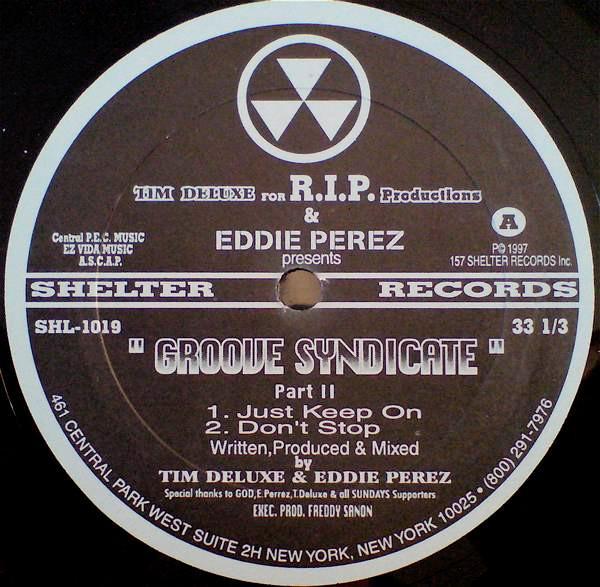 TIM DELUXE FOR R.I.P. Productions
&
EDDIE PEREZ
presents
Central P.E.C. MUSIC
EZ VIDA MUSIC
A.S.C.A.P.
A
P© 1997
157 SHELTER RECORDS Inc.
SHELTER RECORDS
SHL-1019
33 1/3
" GROOVE SYNDICATE "
Part II
1. Just Keep On
2. Don't Stop
Written,Produced & Mixed
by
TIM DELUXE & EDDIE PEREZ
Special thanks to GOD,E.Perrez,T.Deluxe & all SUNDAYS Supporters
EXEC. PROD. FREDDY SANON
461 CENTRAL PARK WEST SUITE 2H NEW YORK, NEW YORK 10025 • (800) 291-7976